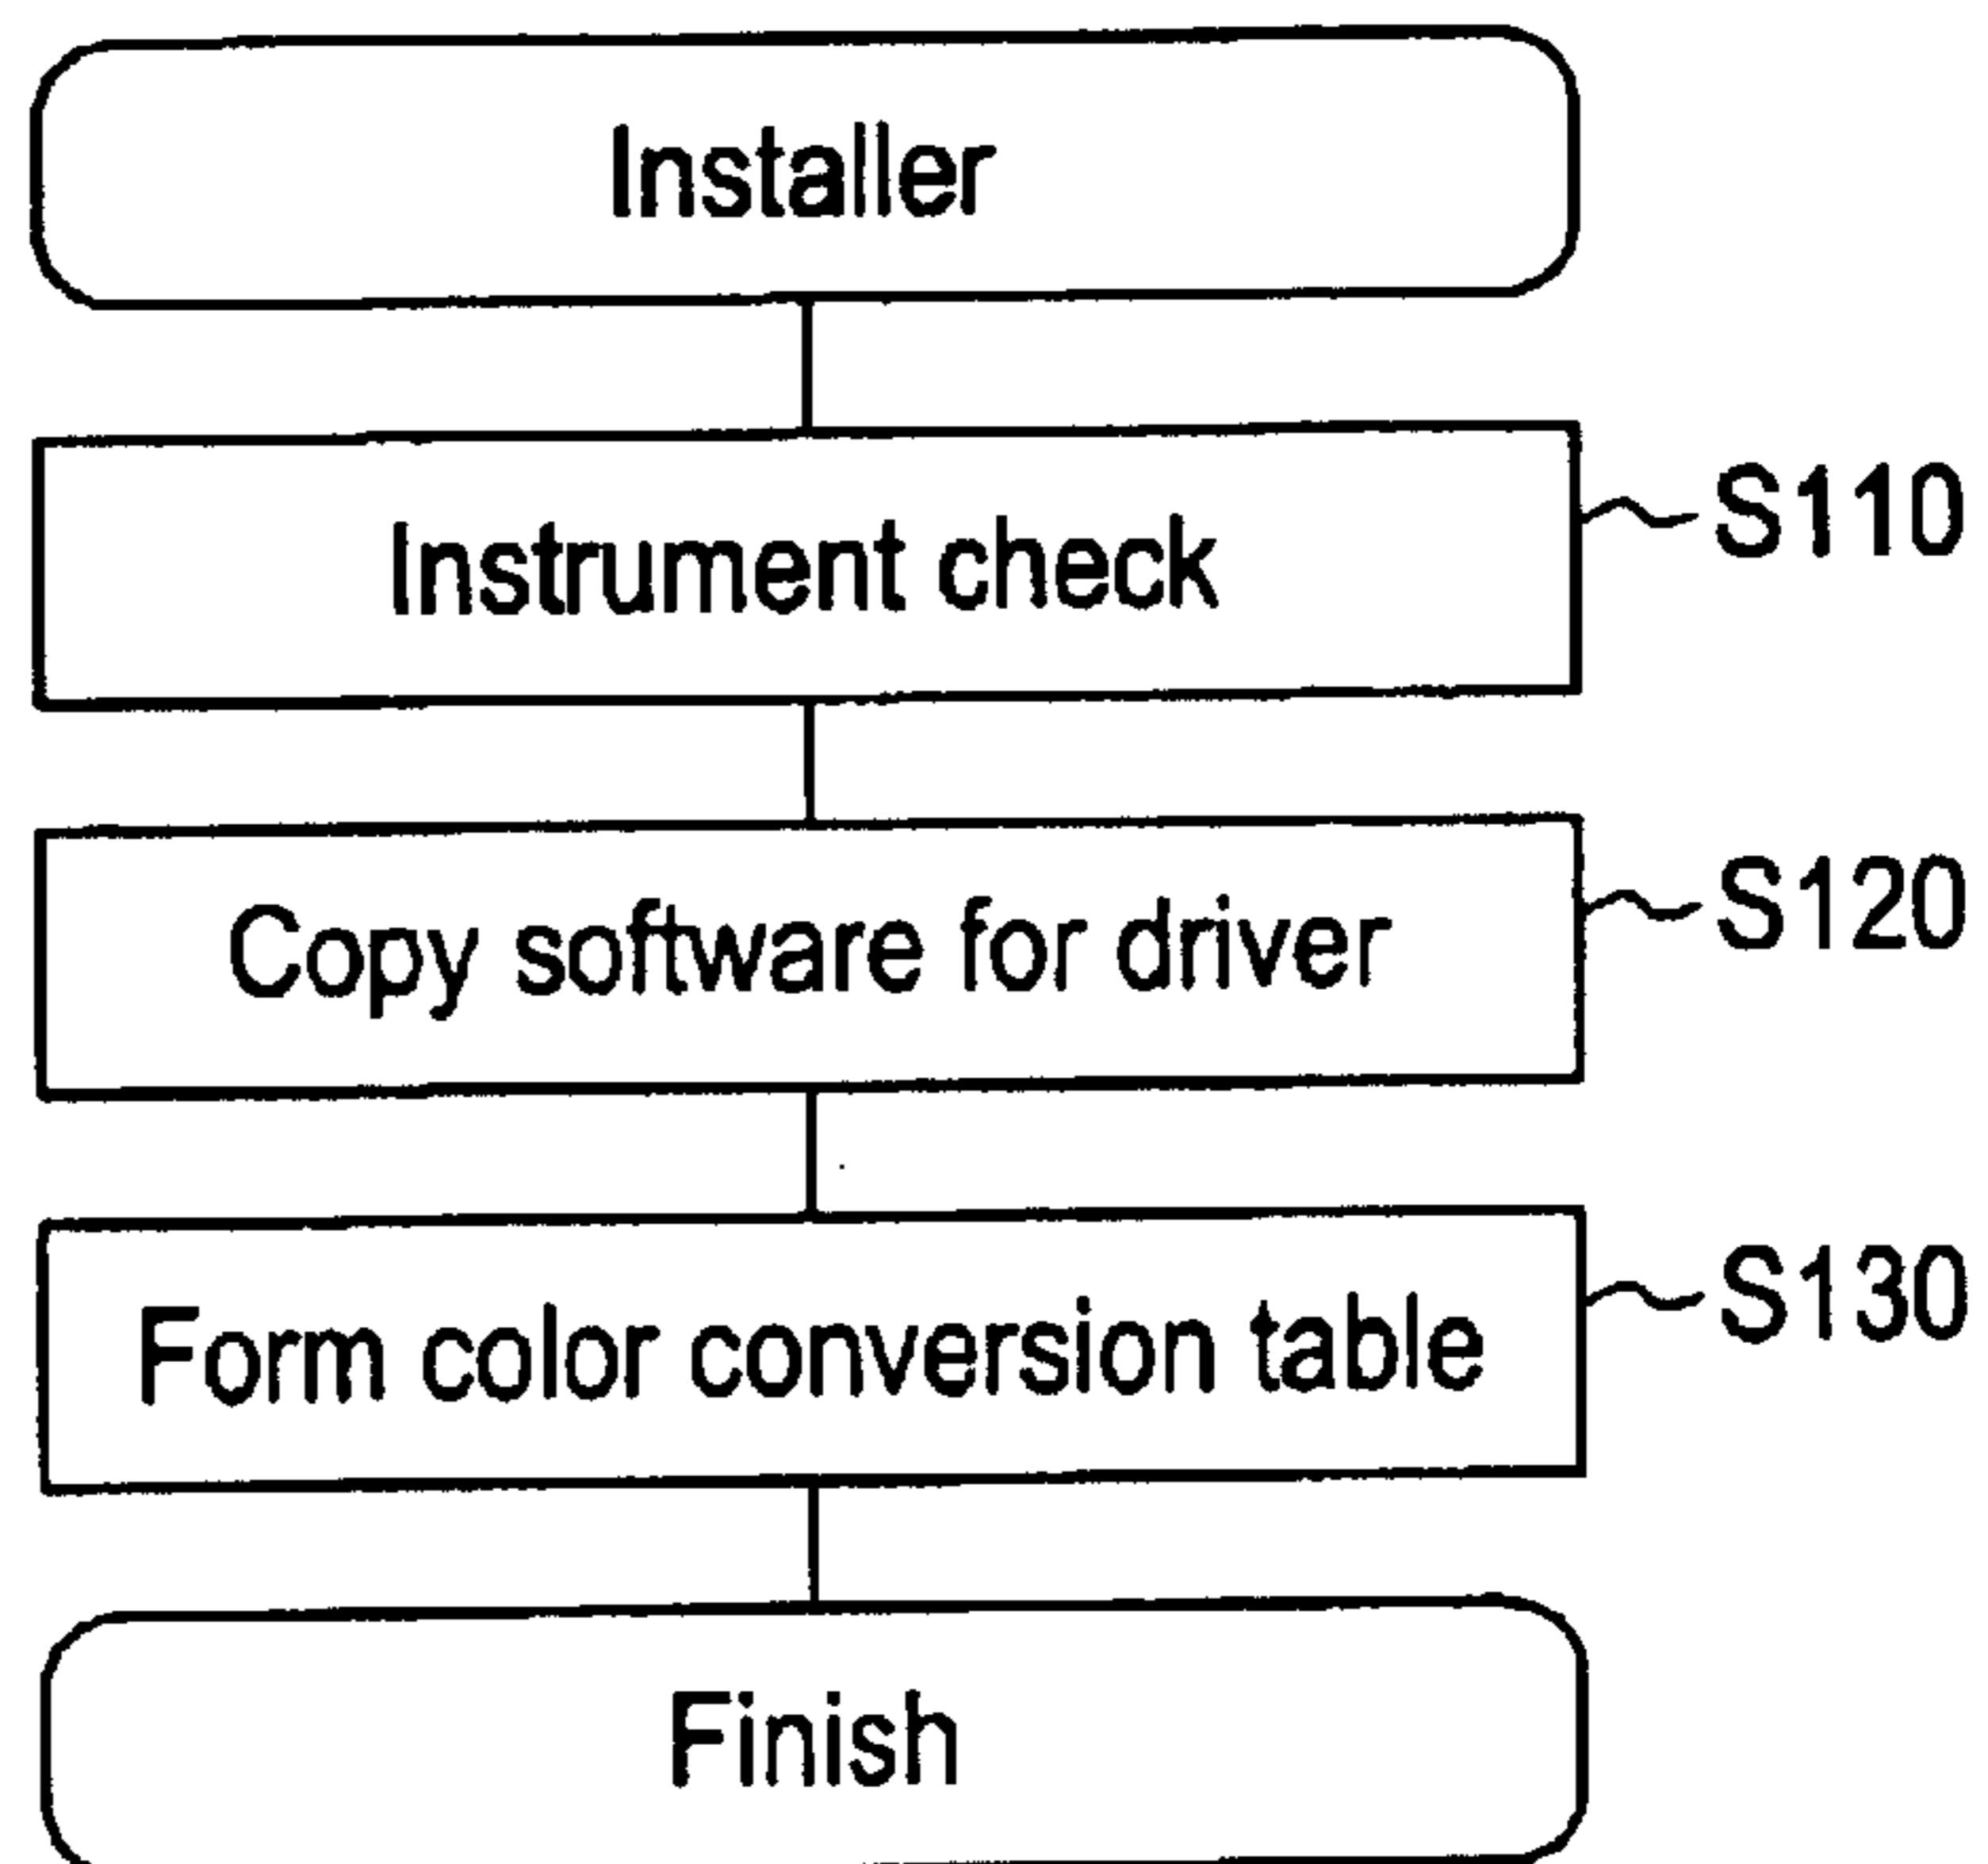 Installer
Instrument check
S110
Copy software for driver
S120
Form color conversion table
S130
Finish